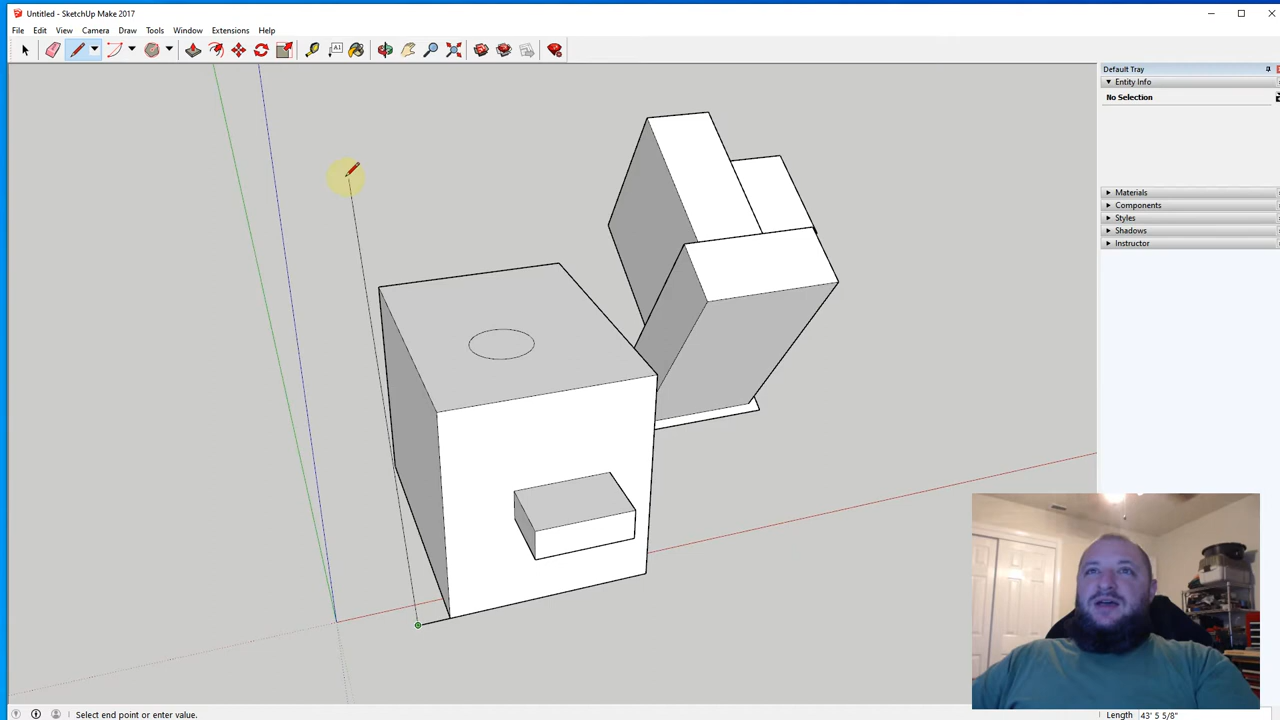 Untitled - SketchUp Make 2017
File Edit View Camera Draw Tools Window Extensions Help
A1
Default Tray
Entity Info
No Selection
Materials
Components
Styles
Shadows
Instructor
Select end point or enter value.
Length 43' 5 5/8"